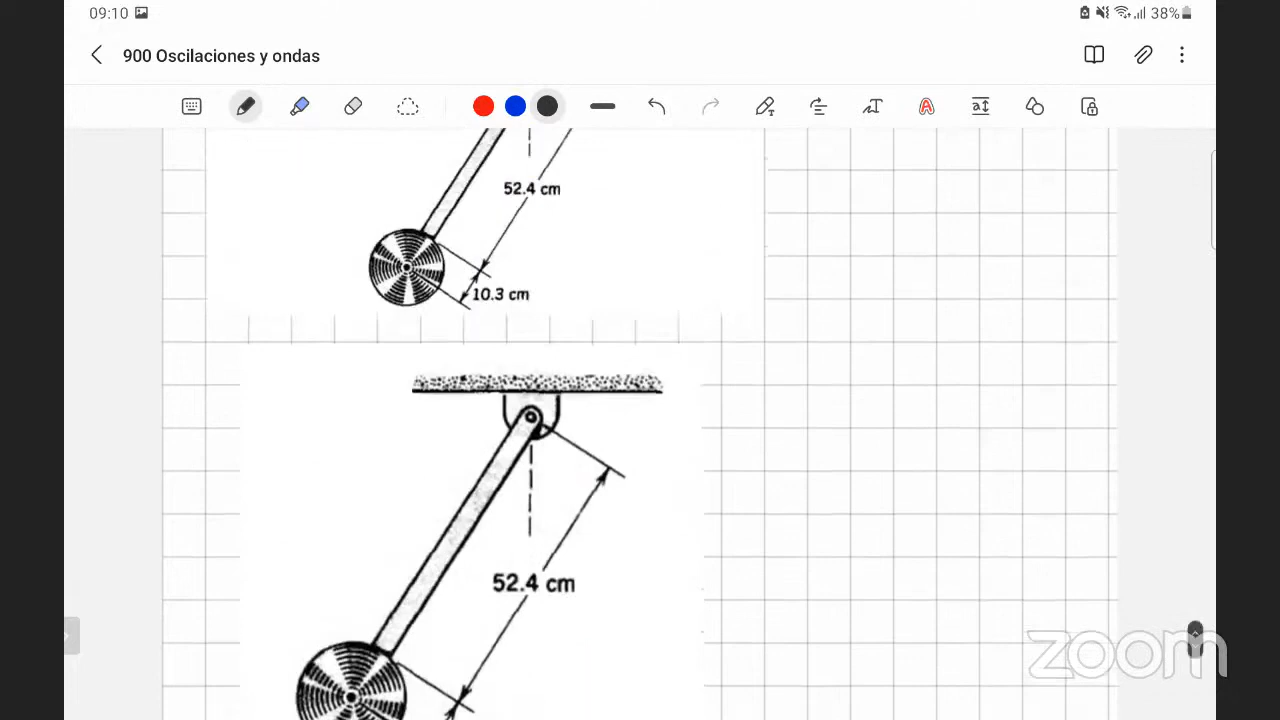 09:10
38%
900 Oscilaciones y ondas
52.4 cm
10.3 cm
52.4 cm
zoom